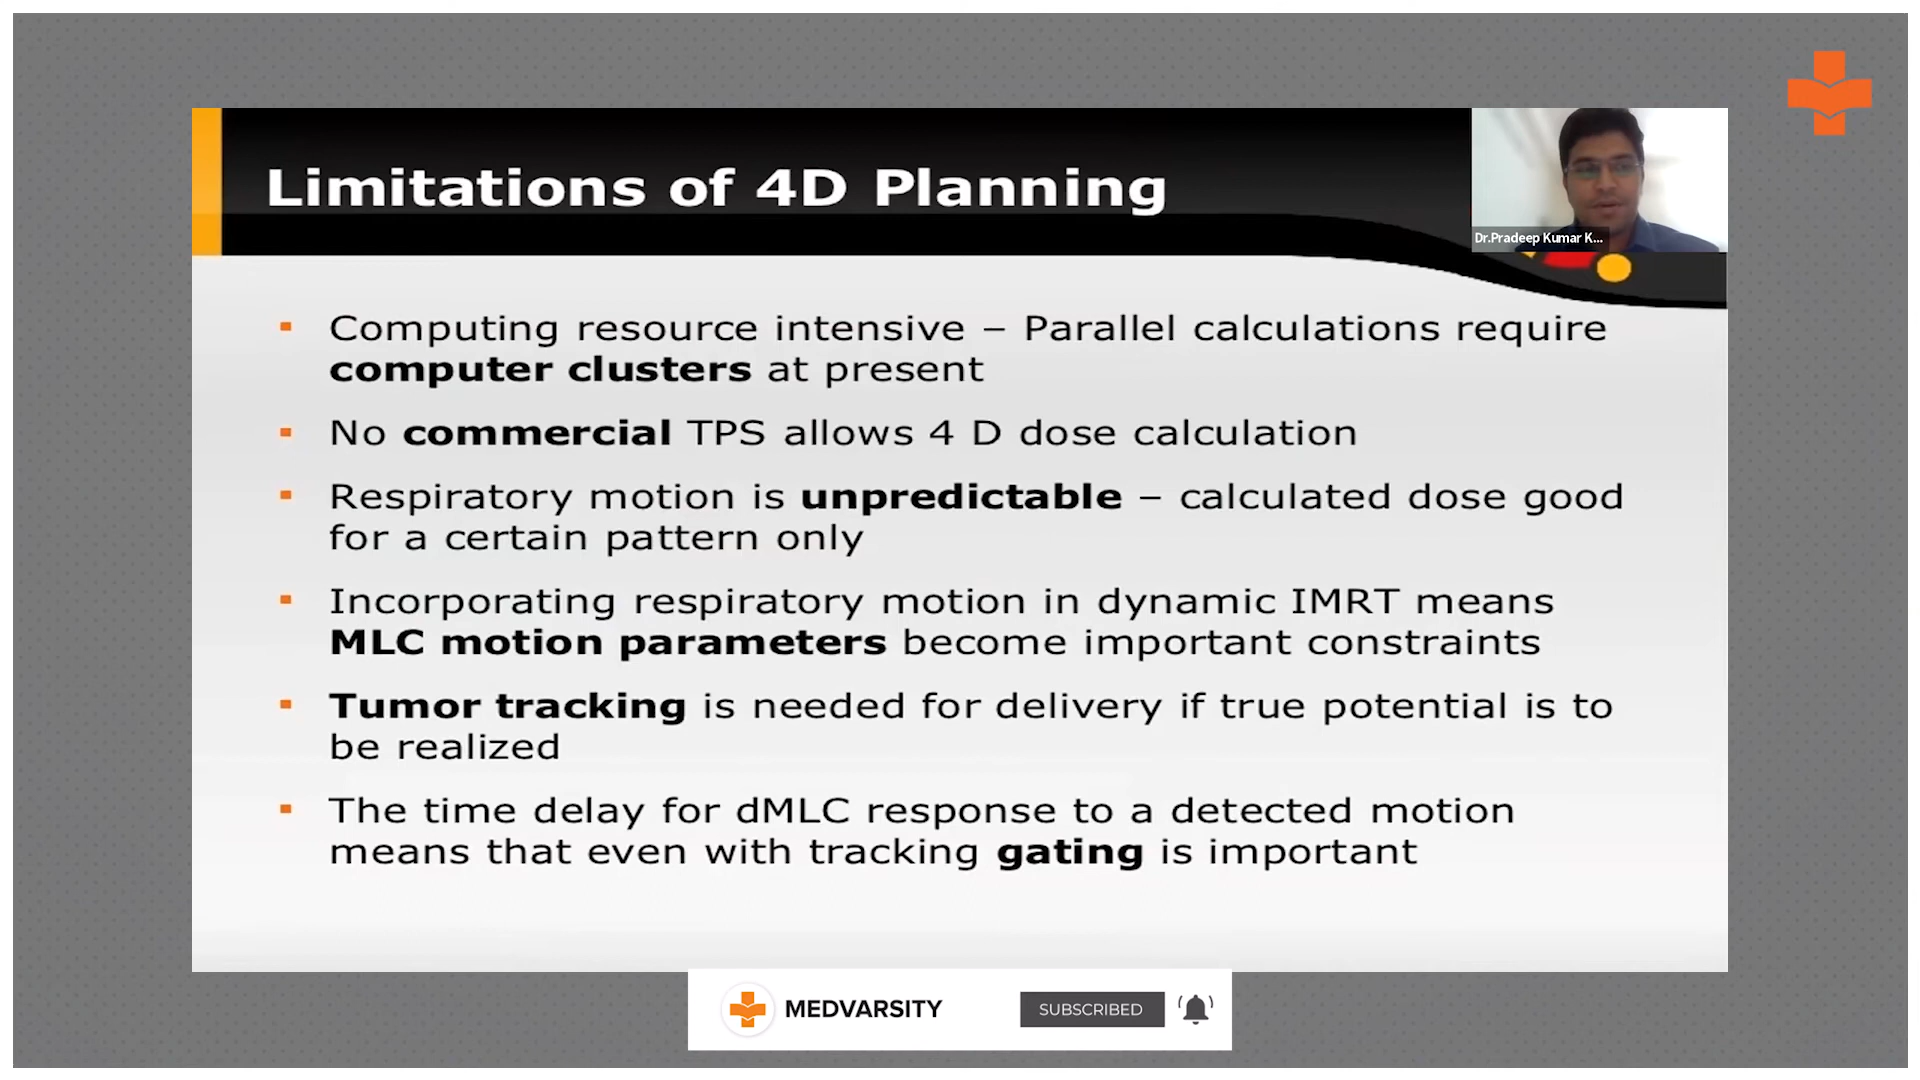 Limitations of 4D Planning
Dr.Pradeep Kumar K...
▪ Computing resource intensive – Parallel calculations require
computer clusters at present
▪ No commercial TPS allows 4 D dose calculation
▪ Respiratory motion is unpredictable – calculated dose good
for a certain pattern only
▪ Incorporating respiratory motion in dynamic IMRT means
MLC motion parameters become important constraints
▪ Tumor tracking is needed for delivery if true potential is to
be realized
▪ The time delay for dMLC response to a detected motion
means that even with tracking gating is important
MEDVARSITY
SUBSCRIBED